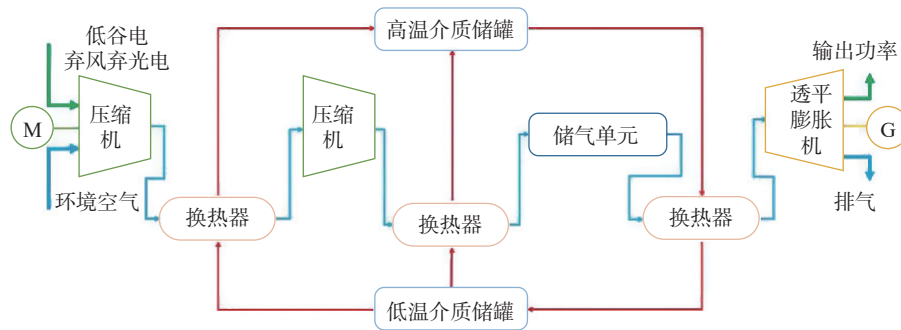 低谷电
弃风弃光电
M
压缩
机
环境空气
换热器
压缩
机
高温介质储罐
换热器
低温介质储罐
储气单元
换热器
透平
膨胀
机
输出功率
G
排气